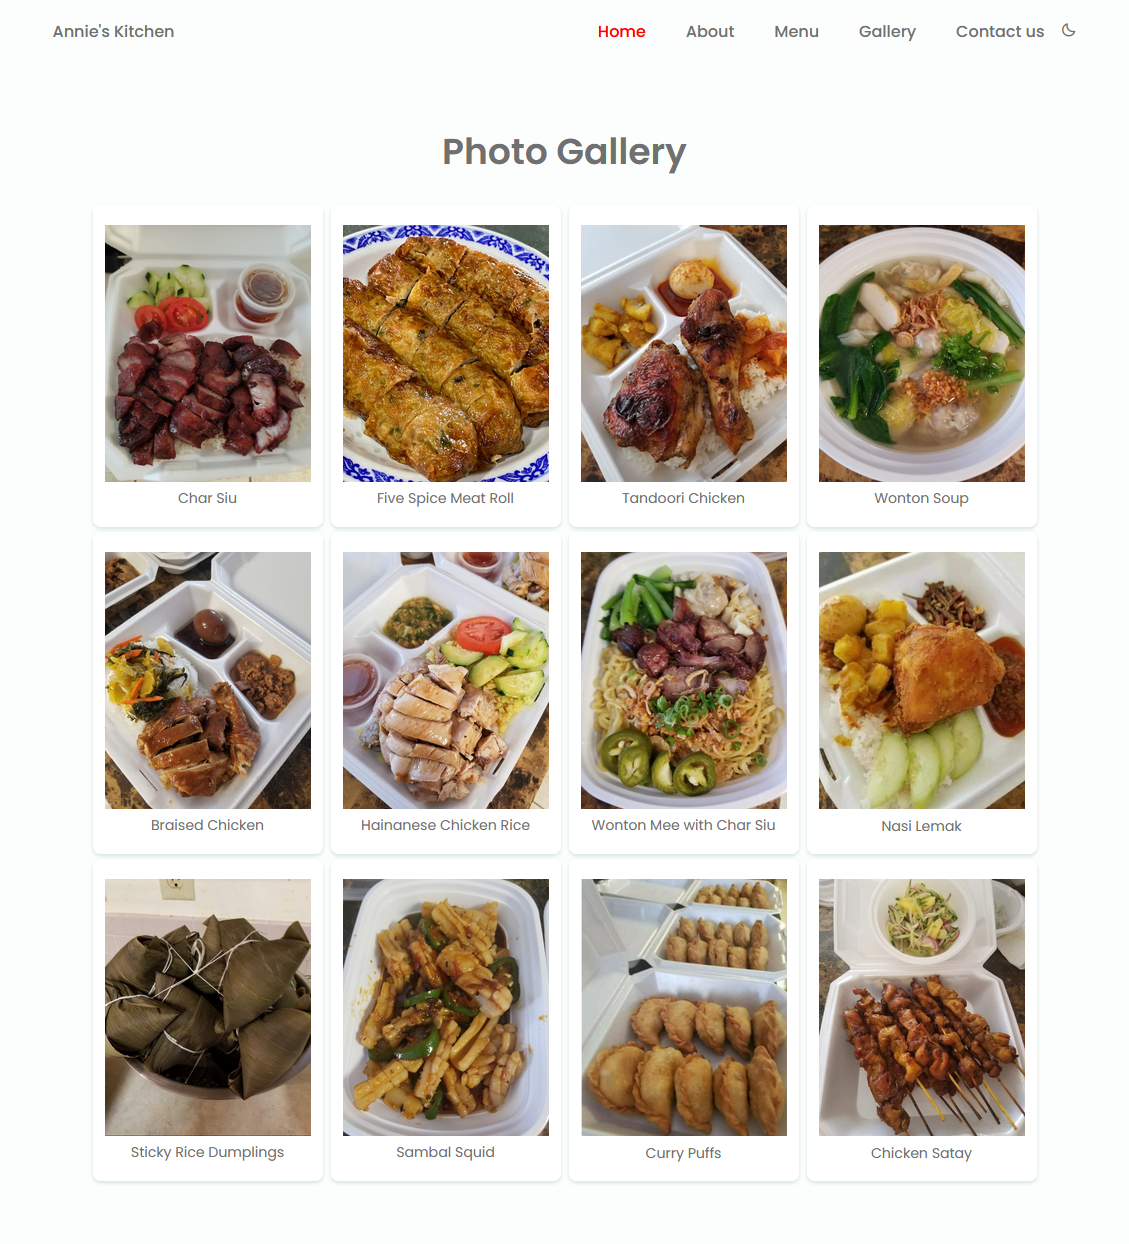 Annie's Kitchen
Home
About
Menu
Gallery
Contact us
Photo Gallery
Char Siu
Five Spice Meat Roll
Tandoori Chicken
Wonton Soup
Braised Chicken
Hainanese Chicken Rice
Wonton Mee with Char Siu
Nasi Lemak
Sticky Rice Dumplings
Sambal Squid
Curry Puffs
Chicken Satay